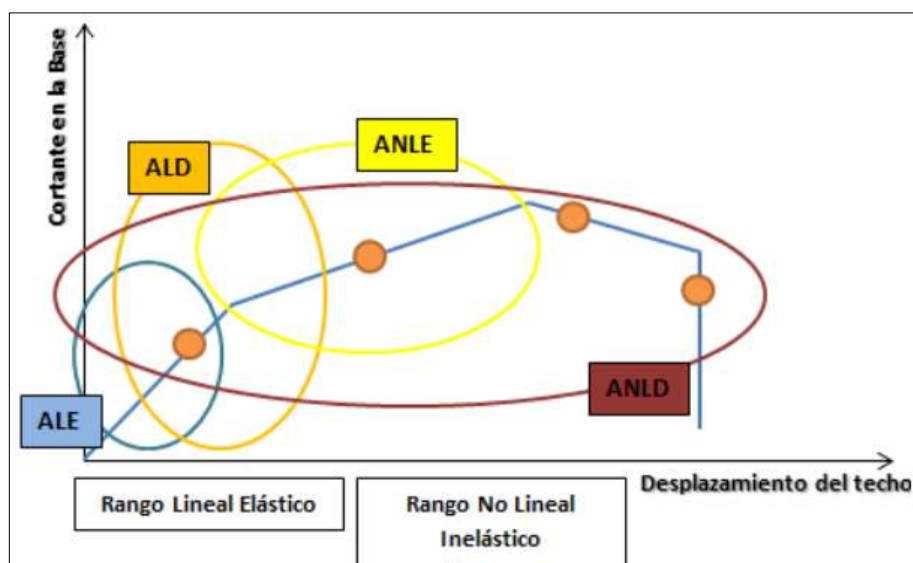 Cortante en la Base
ANLE
ALD
ANLD
ALE
Desplazamiento del techo
Rango Lineal Elástico
Rango No Lineal
Inelástico